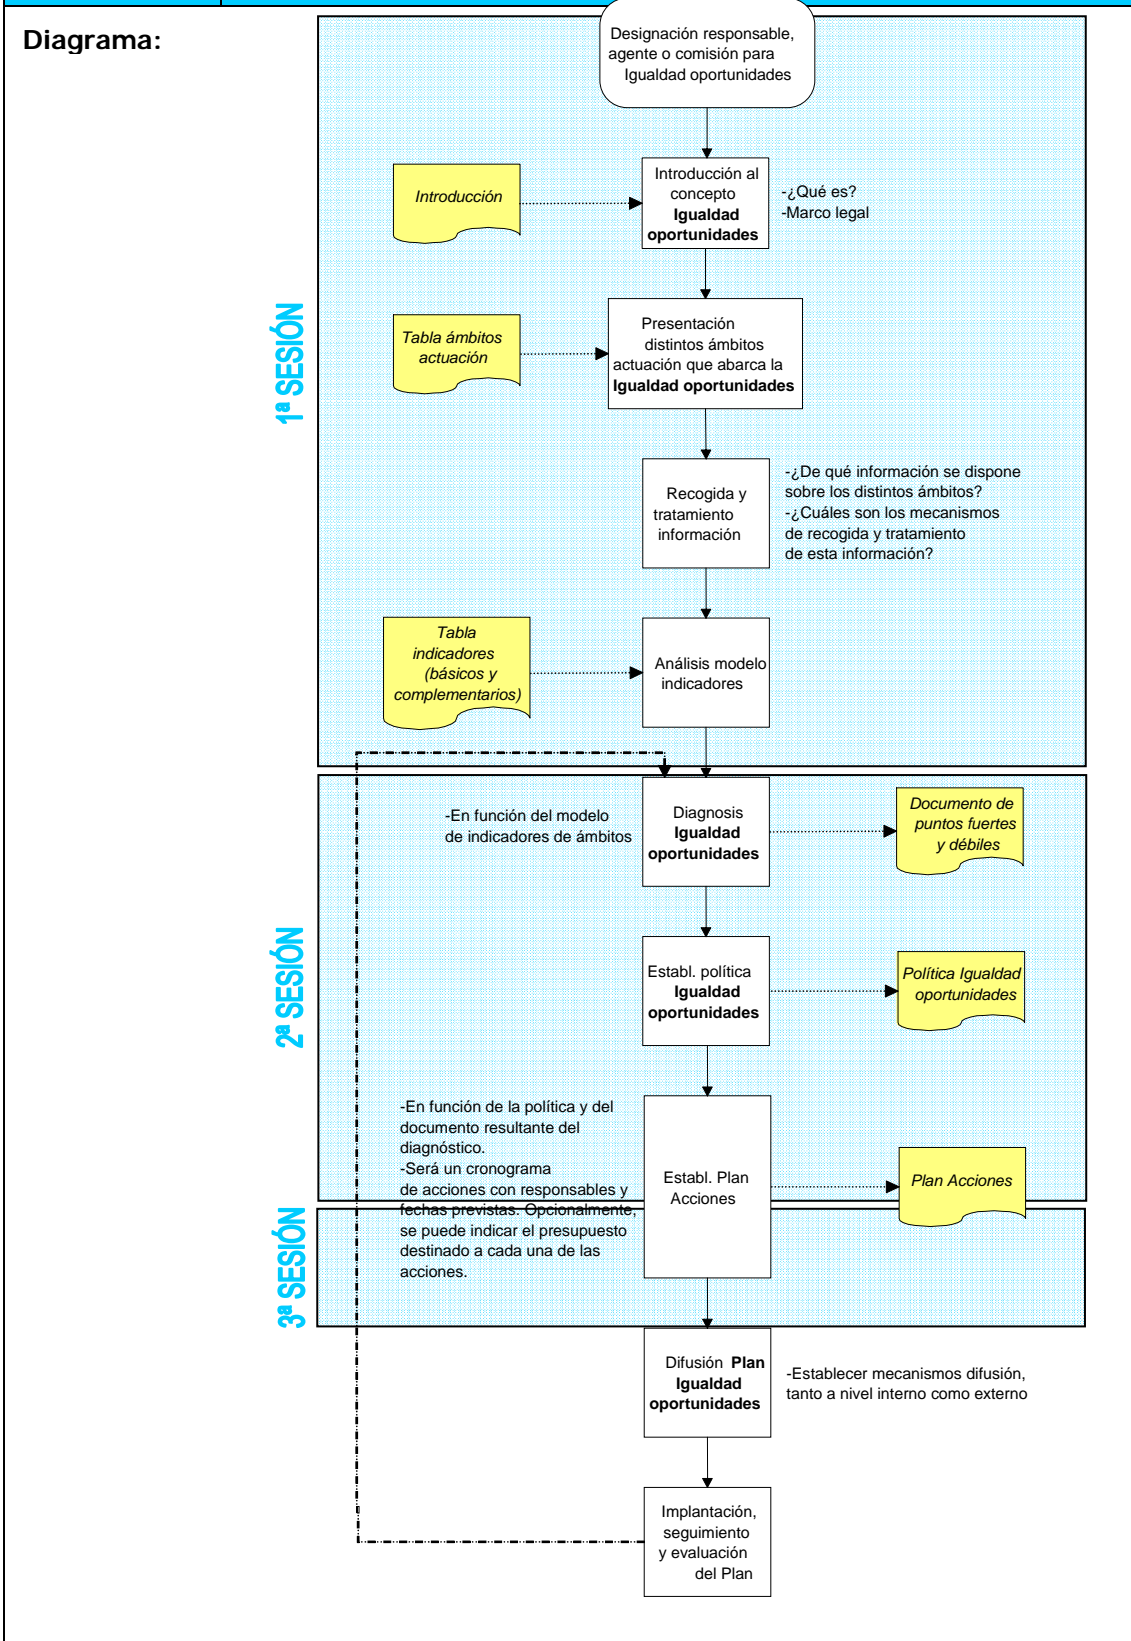 Diagrama:
Designación responsable,
agente o comisión para
Igualdad oportunidades
1ª SESIÓN
Introducción
Introducción al
concepto
Igualdad
oportunidades
-¿Qué es?
-Marco legal
Tabla ámbitos
actuación
Presentación
distintos ámbitos
actuación que abarca la
Igualdad oportunidades
Recogida y
tratamiento
información
-¿De qué información se dispone
sobre los distintos ámbitos?
-¿Cuáles son los mecanismos
de recogida y tratamiento
de esta información?
Tabla
indicadores
(básicos y
complementarios)
Análisis modelo
indicadores
2ª SESIÓN
-En función del modelo
de indicadores de ámbitos
Diagnosis
Igualdad
oportunidades
Documento de
puntos fuertes
y débiles
Establ. política
Igualdad
oportunidades
Política Igualdad
oportunidades
-En función de la política y del
documento resultante del
diagnóstico.
-Será un cronograma
de acciones con responsables y
fechas previstas. Opcionalmente,
se puede indicar el presupuesto
destinado a cada una de las
acciones.
Establ. Plan
Acciones
Plan Acciones
3ª SESIÓN
Difusión Plan
Igualdad
oportunidades
-Establecer mecanismos difusión,
tanto a nivel interno como externo
Implantación,
seguimiento
y evaluación
del Plan